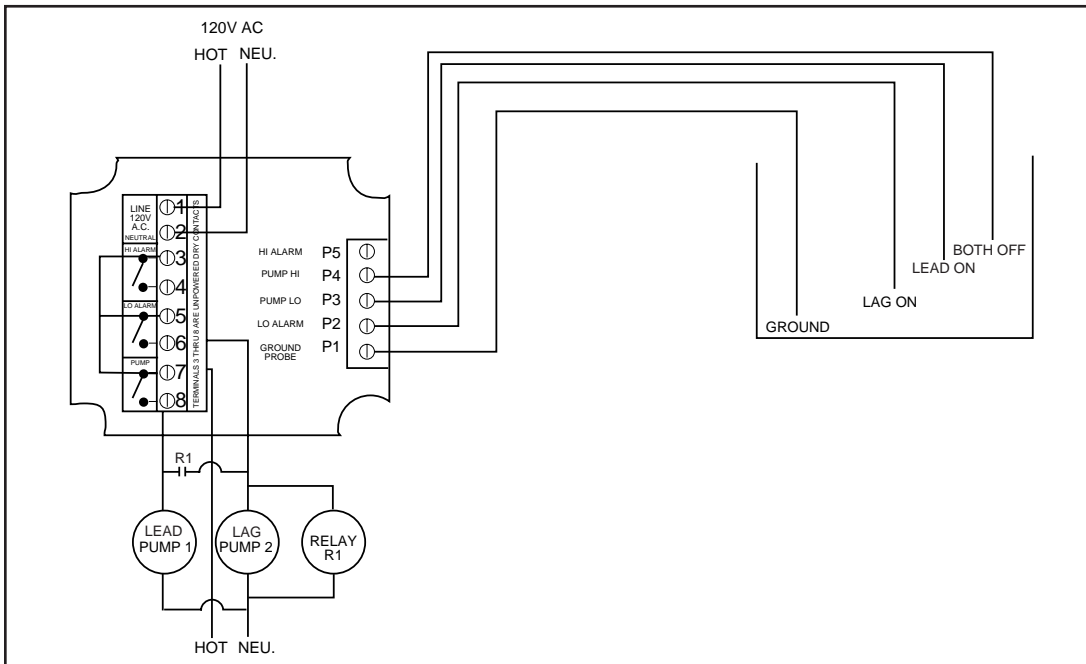 120V AC
HOT NEU.
LINE
120V
A.C.
NEUTRAL
HI ALARM
LO ALARM
PUMP
1
2
3
4
5
6
7
8
TERMINALS 3 THRU 8 ARE UNPOWERED DRY CONTACTS
HI ALARM P5
PUMP HI P4
PUMP LO P3
LO ALARM P2
GROUND
PROBE
P1
BOTH OFF
LEAD ON
LAG ON
GROUND
R1
LEAD
PUMP 1
LAG
PUMP 2
RELAY
R1
HOT NEU.